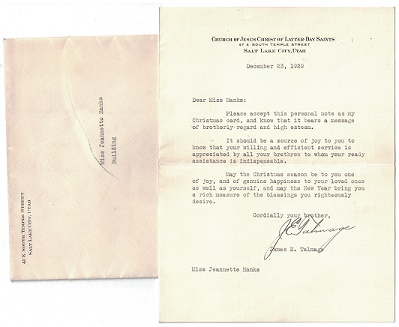 CHURCH OF JESUS CHRIST OF LATTER-DAY SAINTS
47 E. SOUTH TEMPLE STREET
SALT LAKE CITY, UTAH
December 23, 1929
Dear Miss Hanks:
Please accept this personal note as my
Christmas card, and know that it bears a message
of brotherly regard and high esteem.
It should be a source of joy to you to
know that your willing and efficient service is
appreciated by all your brethren to whom your ready
assistance is indispensable.
May the Christmas season be to you one
of joy, and of genuine happiness to your loved ones
as well as yourself, and may the New Year bring you
a rich measure of the blessings you righteously
desire.
Cordially your brother,
J E Talmage
James E. Talmage
Miss Jeannette Hanks
Miss Jeannette Hanks
Building
47 E. SOUTH TEMPLE STREET
SALT LAKE CITY, UTAH